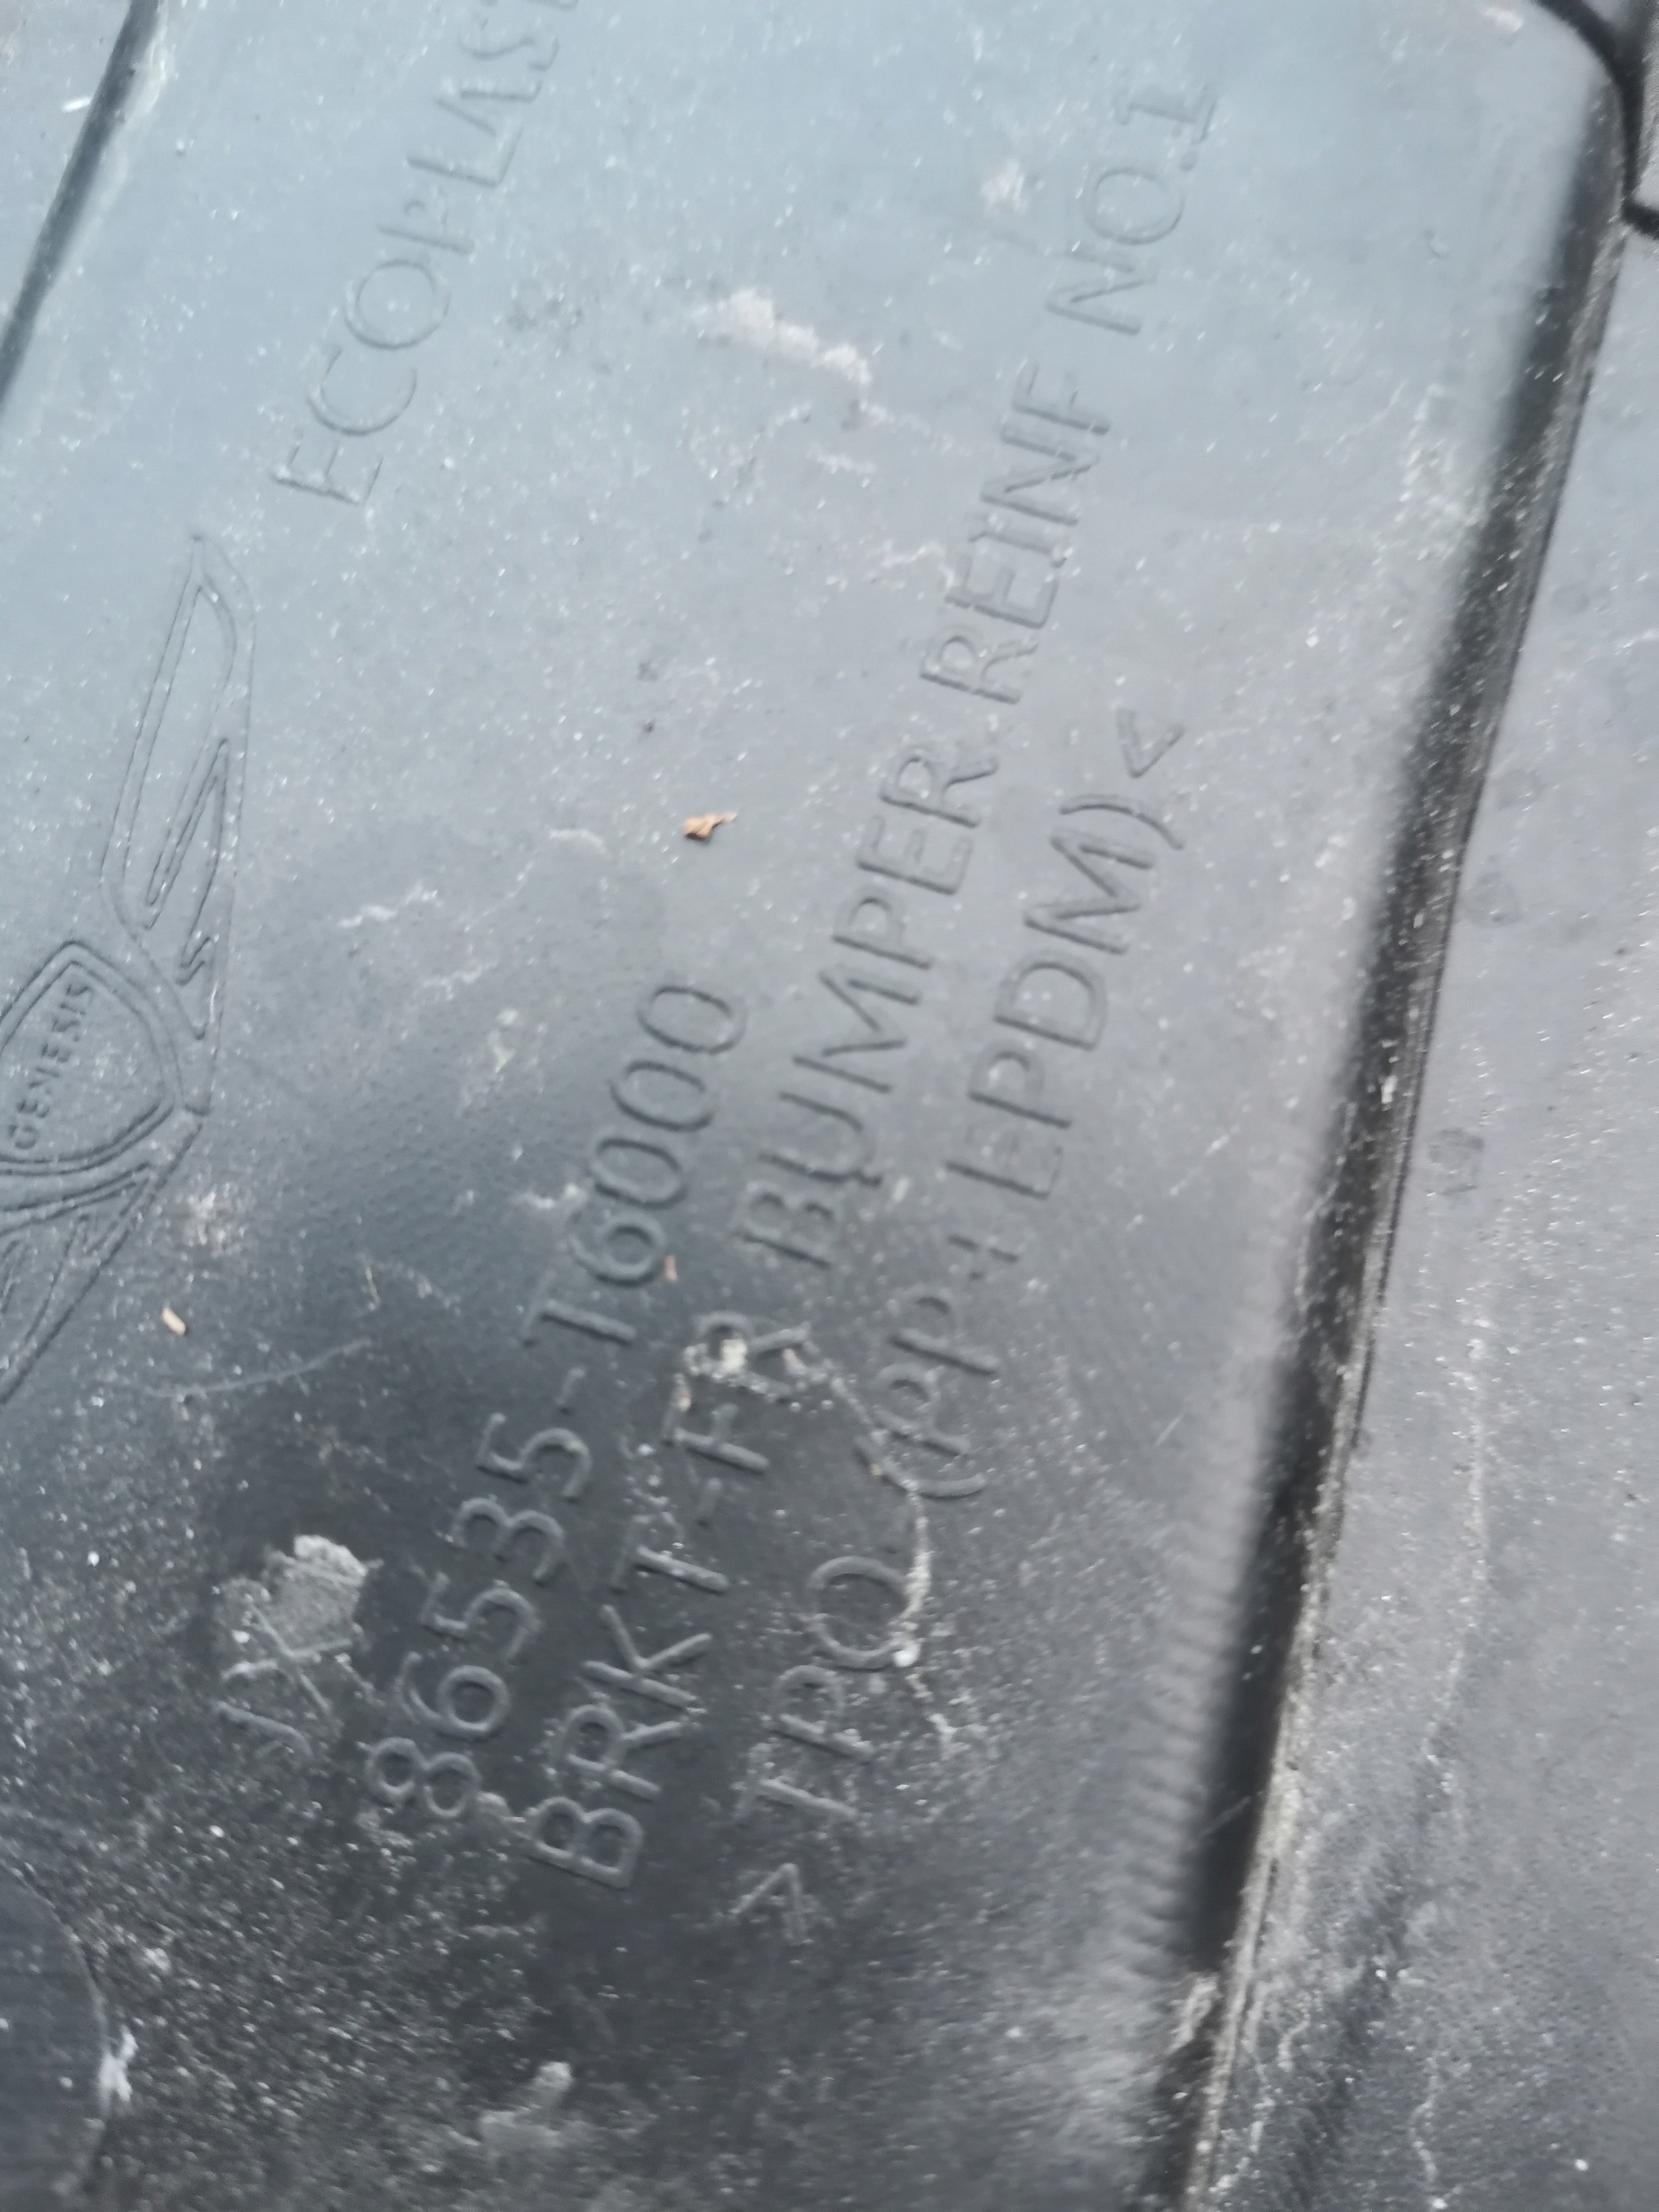 GENESIS
ECOPLAST
JX
86535-T6000
BRKT-FR BUMPER REINF NO.1
>TPO (PP+EPDM)<